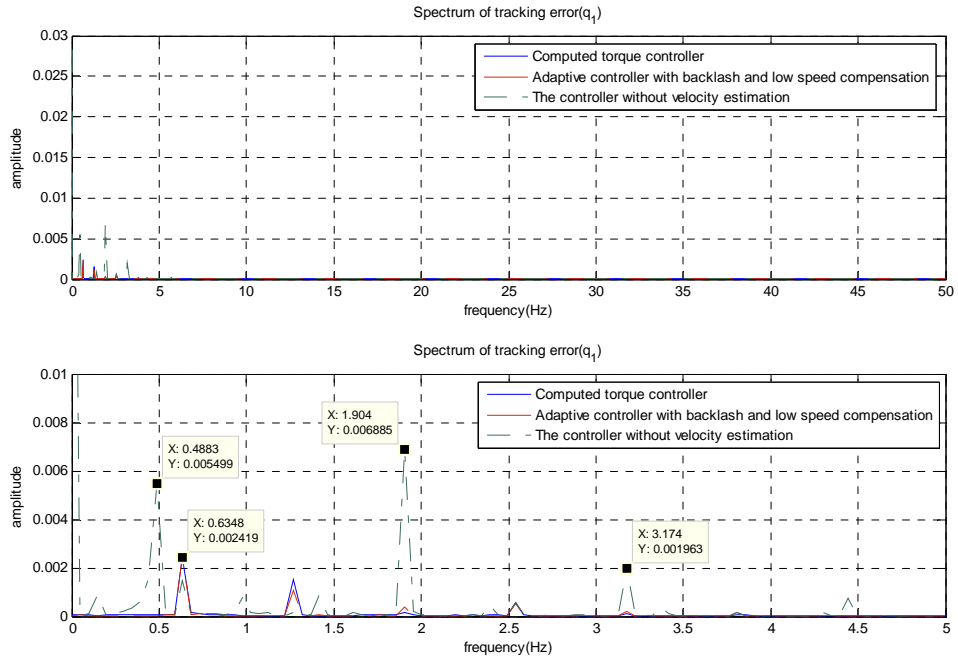 Spectrum of tracking error(q1)
0.03
0.025
0.02
0.015
0.01
0.005
0
amplitude
Computed torque controller
Adaptive controller with backlash and low speed compensation
The controller without velocity estimation
0 5 10 15 20 25 30 35 40 45 50
frequency(Hz)
Spectrum of tracking error(q1)
0.01
0.008
0.006
0.004
0.002
0
amplitude
Computed torque controller
Adaptive controller with backlash and low speed compensation
The controller without velocity estimation
X: 1.904
Y: 0.006885
X: 0.4883
Y: 0.005499
X: 0.6348
Y: 0.002419
X: 3.174
Y: 0.001963
0 0.5 1 1.5 2 2.5 3 3.5 4 4.5 5
frequency(Hz)